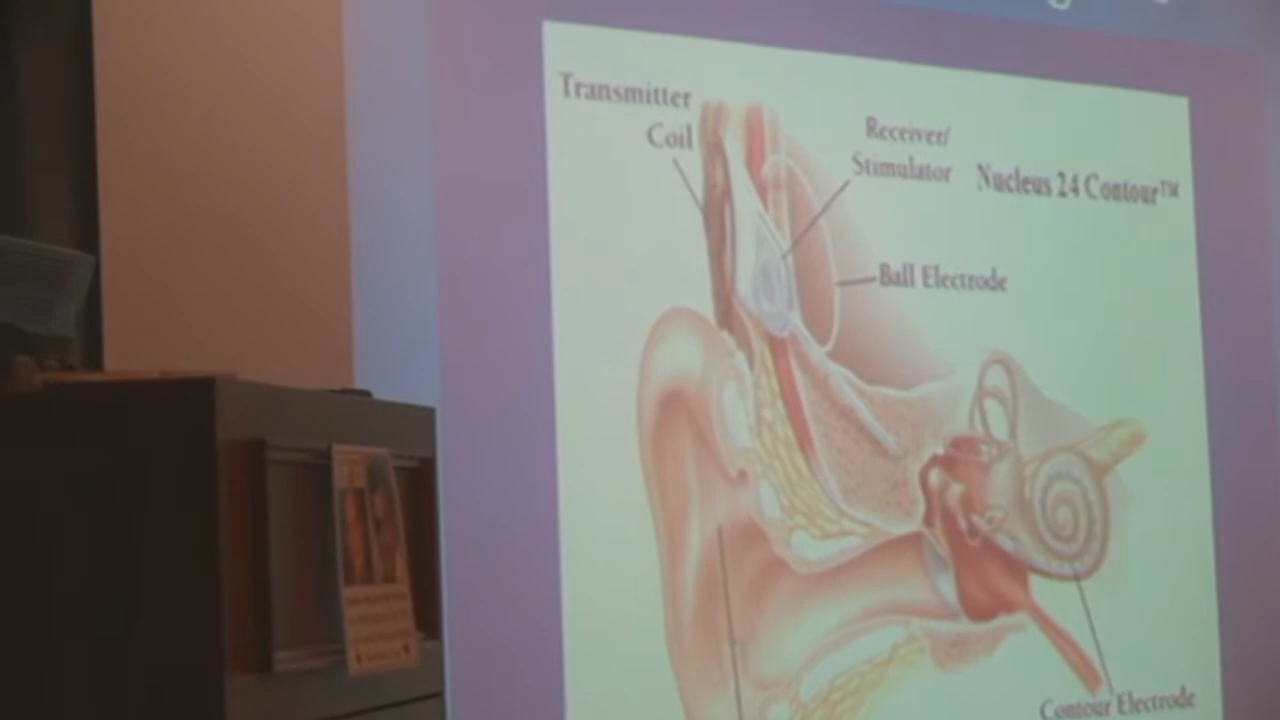 Transmitter
Coil
Receiver/
Stimulator
Nucleus 24 Contour™
Ball Electrode
Contour Electrode